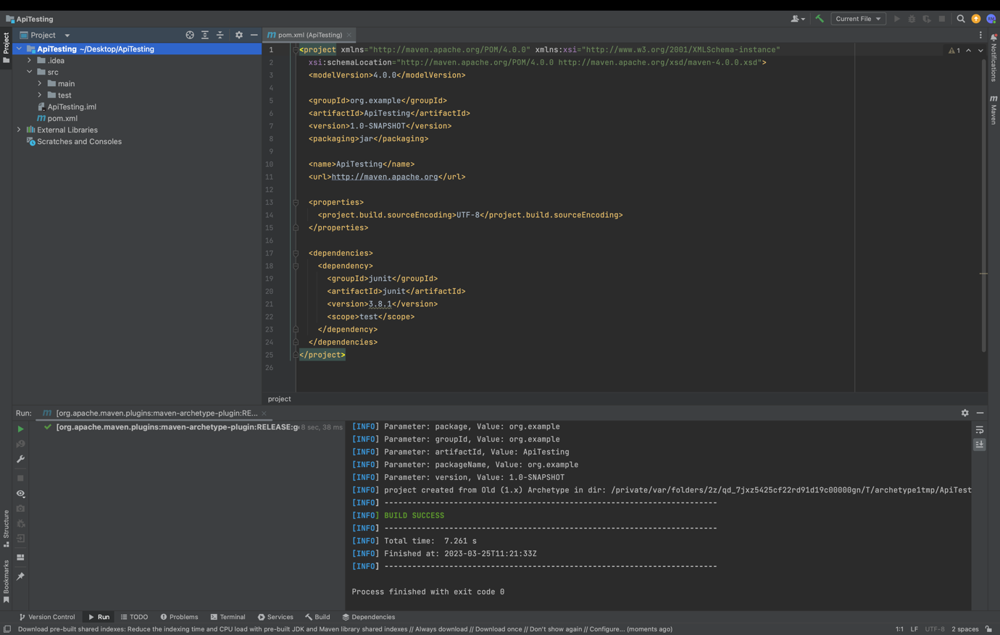 ApiTesting
Current File
Project
pom.xml (ApiTesting)
Project
ApiTesting ~/Desktop/ApiTesting
.idea
src
main
test
ApiTesting.iml
pom.xml
External Libraries
Scratches and Consoles
1 <project xmlns="http://maven.apache.org/POM/4.0.0" xmlns:xsi="http://www.w3.org/2001/XMLSchema-instance"
2 xsi:schemaLocation="http://maven.apache.org/POM/4.0.0 http://maven.apache.org/xsd/maven-4.0.0.xsd">
3 <modelVersion>4.0.0</modelVersion>
4
5 <groupId>org.example</groupId>
6 <artifactId>ApiTesting</artifactId>
7 <version>1.0-SNAPSHOT</version>
8 <packaging>jar</packaging>
9
10 <name>ApiTesting</name>
11 <url>http://maven.apache.org</url>
12
13 <properties>
14 <project.build.sourceEncoding>UTF-8</project.build.sourceEncoding>
15 </properties>
16
17 <dependencies>
18 <dependency>
19 <groupId>junit</groupId>
20 <artifactId>junit</artifactId>
21 <version>3.8.1</version>
22 <scope>test</scope>
23 </dependency>
24 </dependencies>
25 </project>
26
1
Notifications
m Maven
project
Run: m [org.apache.maven.plugins:maven-archetype-plugin:RE...
[org.apache.maven.plugins:maven-archetype-plugin:RELEASE:ge 8 sec, 38 ms
[INFO] Parameter: package, Value: org.example
[INFO] Parameter: groupId, Value: org.example
[INFO] Parameter: artifactId, Value: ApiTesting
[INFO] Parameter: packageName, Value: org.example
[INFO] Parameter: version, Value: 1.0-SNAPSHOT
[INFO] project created from Old (1.x) Archetype in dir: /private/var/folders/2z/qd_7jxz5425cf22rd91d19c00000gn/T/archetype1tmp/ApiTest
[INFO] ------------------------------------------------------------------------
[INFO] BUILD SUCCESS
[INFO] ------------------------------------------------------------------------
[INFO] Total time:  7.261 s
[INFO] Finished at: 2023-03-25T11:21:33Z
[INFO] ------------------------------------------------------------------------
Process finished with exit code 0
Structure
Bookmarks
Version Control Run TODO Problems Terminal Services Build Dependencies
Download pre-built shared indexes: Reduce the indexing time and CPU load with pre-built JDK and Maven library shared indexes // Always download // Download once // Don't show again // Configure... (moments ago)
1:1 LF UTF-8 2 spaces